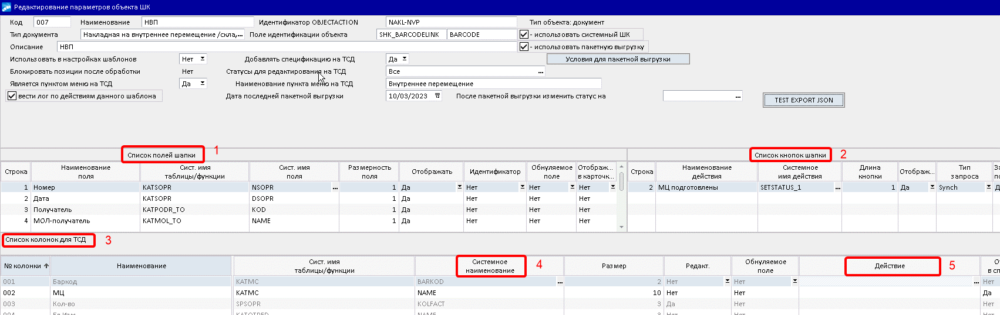 Редактирование параметров объекта ШК
Код 007 Наименование НВП Идентификатор OBJECTACTION NAKL-NVP Тип объекта: документ
Тип документа Накладная на внутреннее перемещение /скла, ... Поле идентификации объекта SHK_BARCODELINK BARCODE - использовать системный ШК
Описание НВП - использовать пакетную выгрузку
Использовать в настройках шаблонов Нет Добавлять спецификацию на ТСД Да Условия для пакетной выгрузки
Блокировать позиции после обработки Нет Статусы для редактирования на ТСД Все ...
Является пунктом меню на ТСД Да Наименование пункта меню на ТСД Внутреннее перемещение
вести лог по действиям данного шаблона Дата последней пакетной выгрузки 10/03/2023 После пакетной выгрузки изменить статус на ... TEST EXPORT JSON
Список полей шапки 1 Список кнопок шапки 2
Строка Наименование поля Сист. имя таблицы/функции Сист. имя поля Размерность поля Отображать Идентификатор Обнуляемое поле Отображ... в карточк... Строка Наименование действия Системное имя действия Длина кнопки Отображ... Тип запроса За по
1 Номер KATSOPR NSOPR ... 1 Да Нет Нет Нет 2 МЦ подготовлены SETSTATUS_1 ... 1 Да Synch Д
2 Дата KATSOPR DSOPR 1 Да Нет Нет Нет
3 Получатель KATPODR_TO KOD 1 Да Нет Нет Нет
4 МОЛ-получатель KATMOL_TO NAME 1 Да Нет Нет Нет
Список колонок для ТСД 3
№ колонки Наименование Сист. имя таблицы/функции Системное наименование 4 Размер Редакт. Обнуляемое поле Действие 5 От в сп
001 Баркод KATMC BARKOD ... 2 Нет Нет ... Нет
002 МЦ KATMC NAME 10 Нет Нет Да
003 Кол-во SPSOPR KOLFACT 3 Да Нет Нет